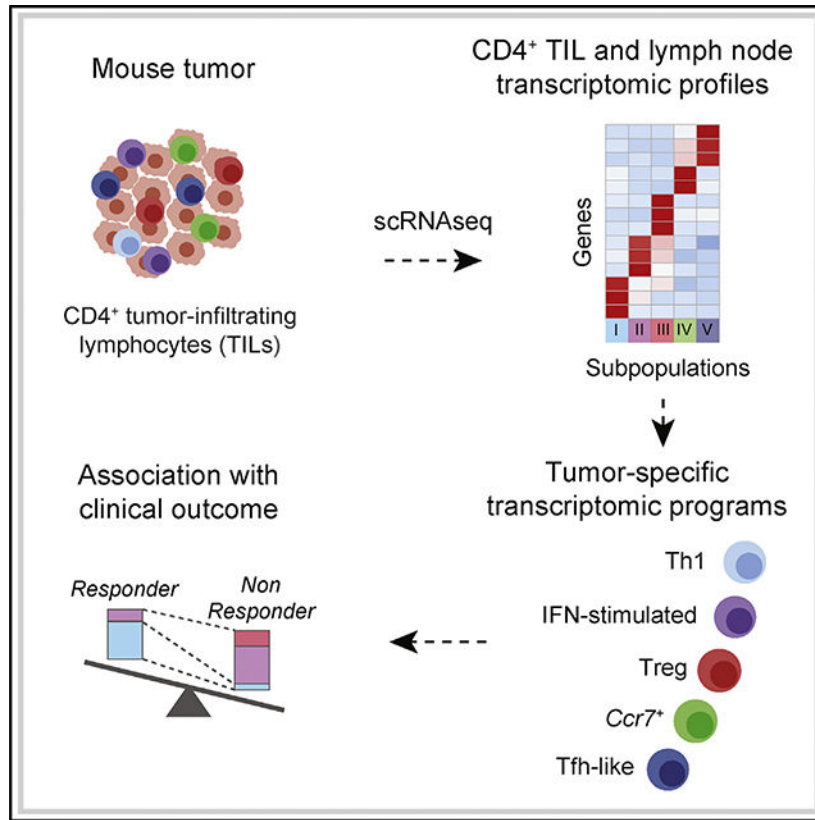 Mouse tumor
CD4⁺ tumor-infiltrating
lymphocytes (TILs)
scRNAseq
CD4⁺ TIL and lymph node
transcriptomic profiles
Genes
I II III IV V
Subpopulations
Tumor-specific
transcriptomic programs
Th1
IFN-stimulated
Treg
Ccr7⁺
Tfh-like
Association with
clinical outcome
Responder
Non
Responder